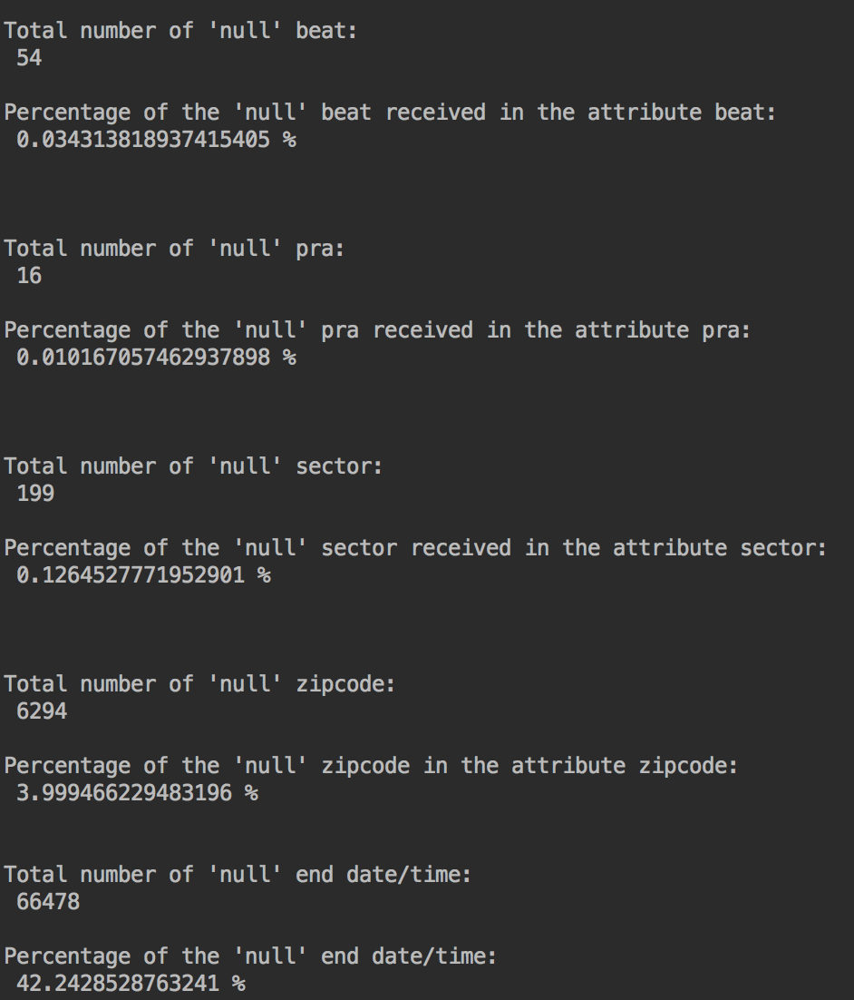 Total number of 'null' beat:
54
Percentage of the 'null' beat received in the attribute beat:
0.034313818937415405 %
Total number of 'null' pra:
16
Percentage of the 'null' pra received in the attribute pra:
0.010167057462937898 %
Total number of 'null' sector:
199
Percentage of the 'null' sector received in the attribute sector:
0.1264527771952901 %
Total number of 'null' zipcode:
6294
Percentage of the 'null' zipcode in the attribute zipcode:
3.999466229483196 %
Total number of 'null' end date/time:
66478
Percentage of the 'null' end date/time:
42.2428528763241 %